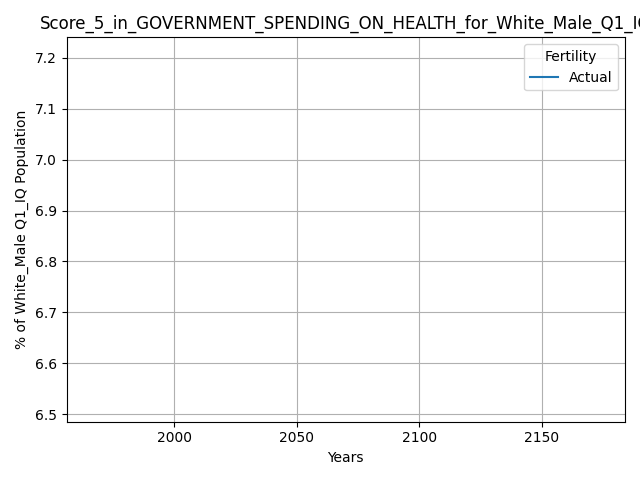 Score_5_in_GOVERNMENT_SPENDING_ON_HEALTH_for_White_Male_Q1_IQ
Fertility
Actual
% of White_Male Q1_IQ Population
7.2
7.1
7.0
6.9
6.8
6.7
6.6
6.5
2000 2050 2100 2150
Years